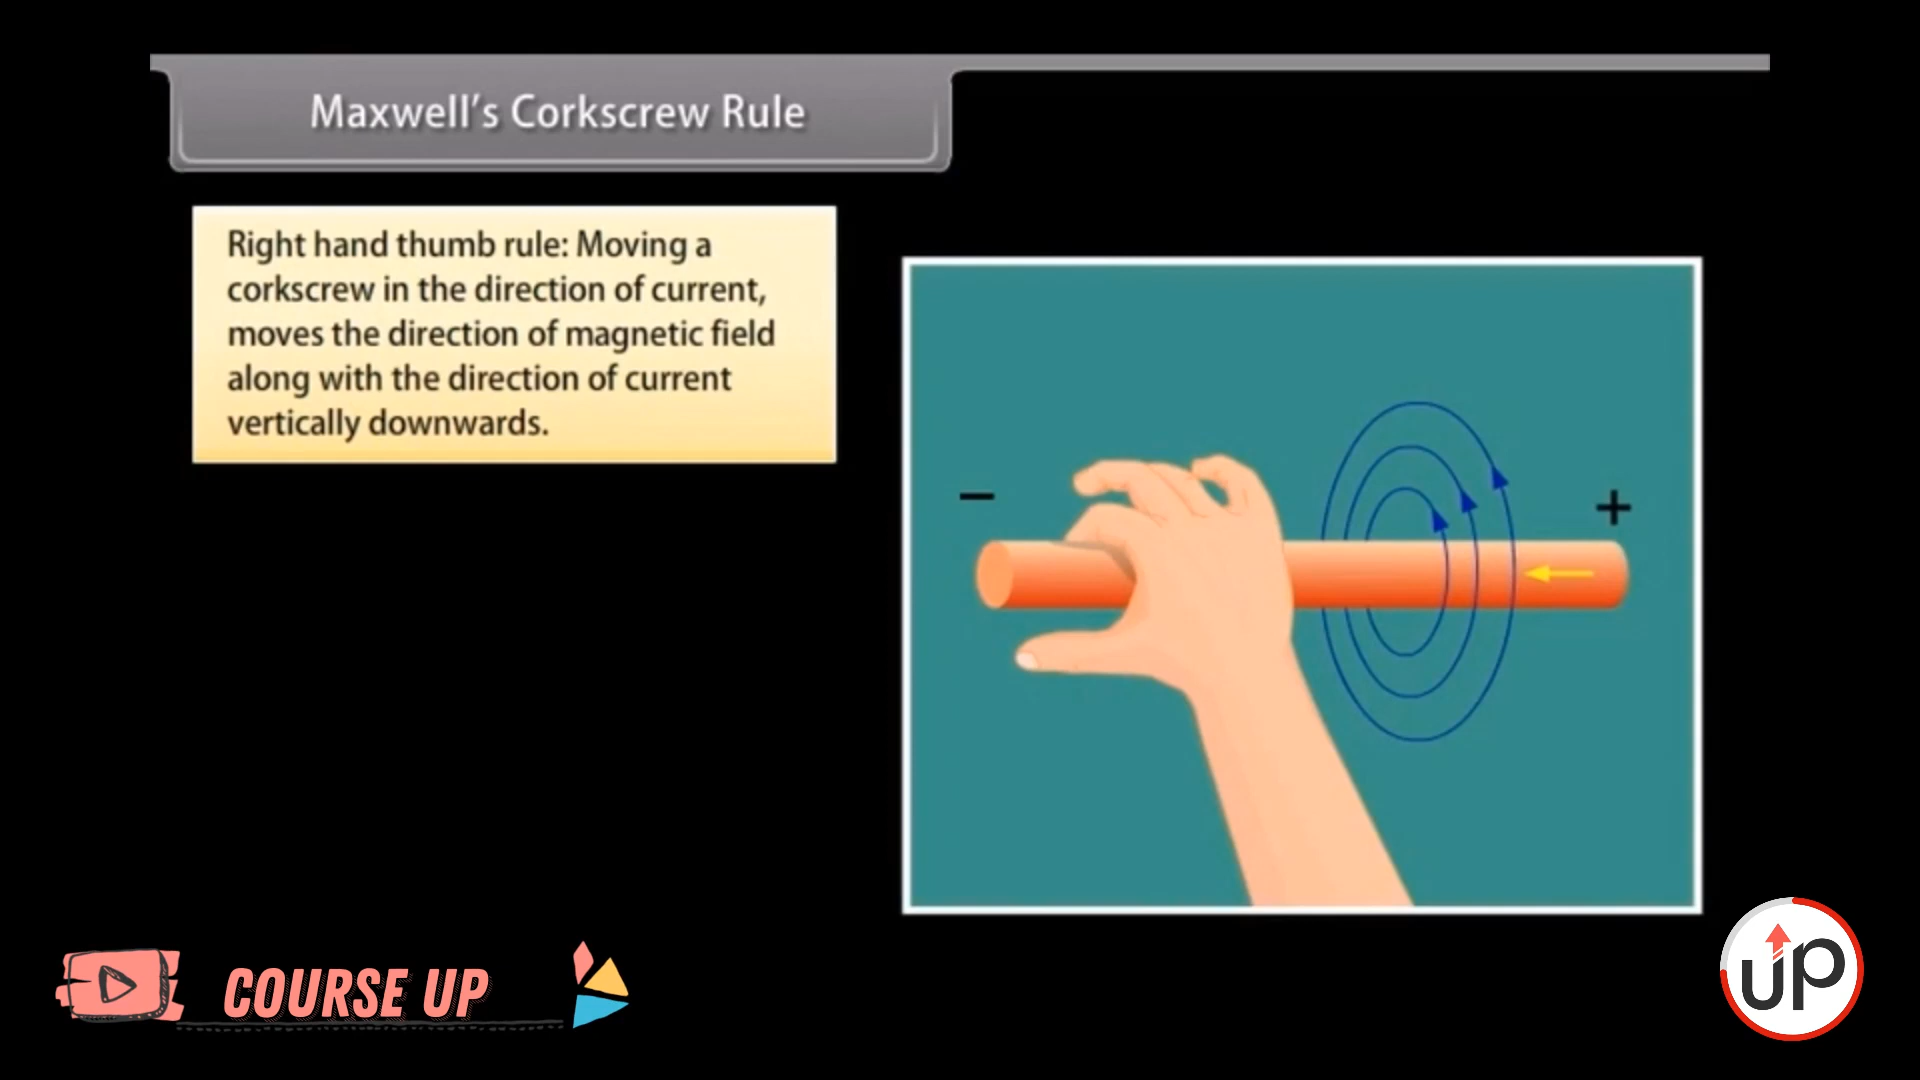 Maxwell's Corkscrew Rule
Right hand thumb rule: Moving a
corkscrew in the direction of current,
moves the direction of magnetic field
along with the direction of current
vertically downwards.
−
+
COURSE UP
UP